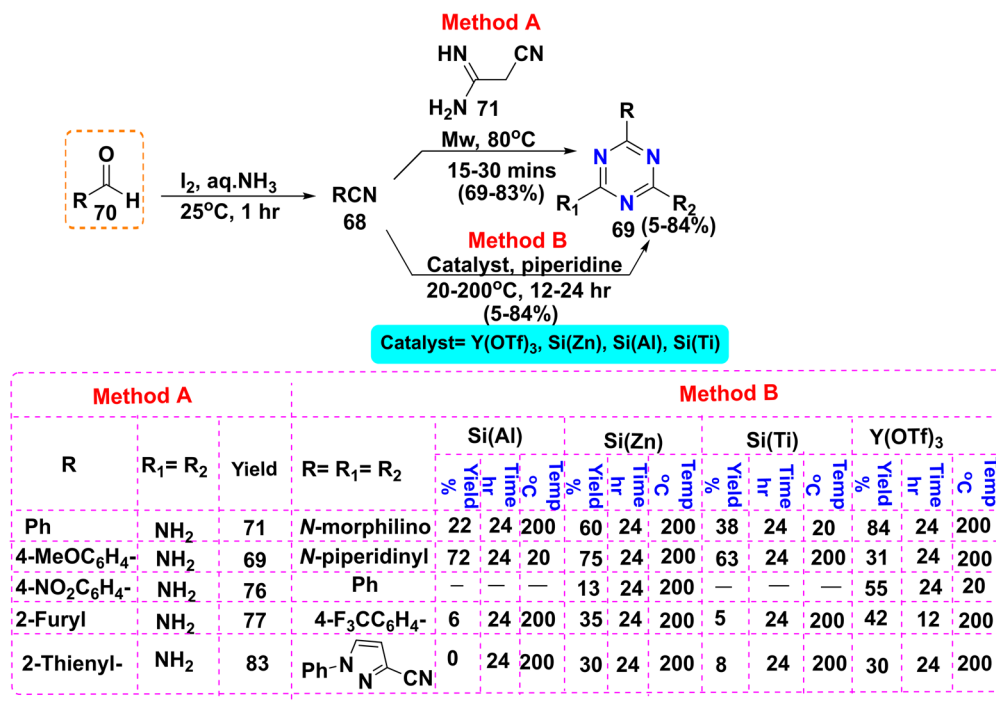 Method A
HN CN
H₂N 71
O
R H
70
I₂, aq.NH₃
25°C, 1 hr
RCN
68
Mw, 80°C
15-30 mins
(69-83%)
R
N N
R₁ N R₂
69 (5-84%)
Method B
Catalyst, piperidine
20-200°C, 12-24 hr
(5-84%)
Catalyst= Y(OTf)₃, Si(Zn), Si(Al), Si(Ti)
Method A Method B
Si(Al) Si(Zn) Si(Ti) Y(OTf)₃
R R₁= R₂ Yield R= R₁= R₂ Yield % Time hr Temp °C Yield % Time hr Temp °C Yield % Time hr Temp °C Yield % Time hr Temp °C
Ph NH₂ 71 N-morphilino 22 24 200 60 24 200 38 24 20 84 24 200
4-MeOC₆H₄- NH₂ 69 N-piperidinyl 72 24 20 75 24 200 63 24 200 31 24 200
4-NO₂C₆H₄- NH₂ 76 Ph — — — 13 24 200 — — — 55 24 20
2-Furyl NH₂ 77 4-F₃CC₆H₄- 6 24 200 35 24 200 5 24 200 42 12 200
2-Thienyl- NH₂ 83 Ph N N CN 0 24 200 30 24 200 8 24 200 30 24 200